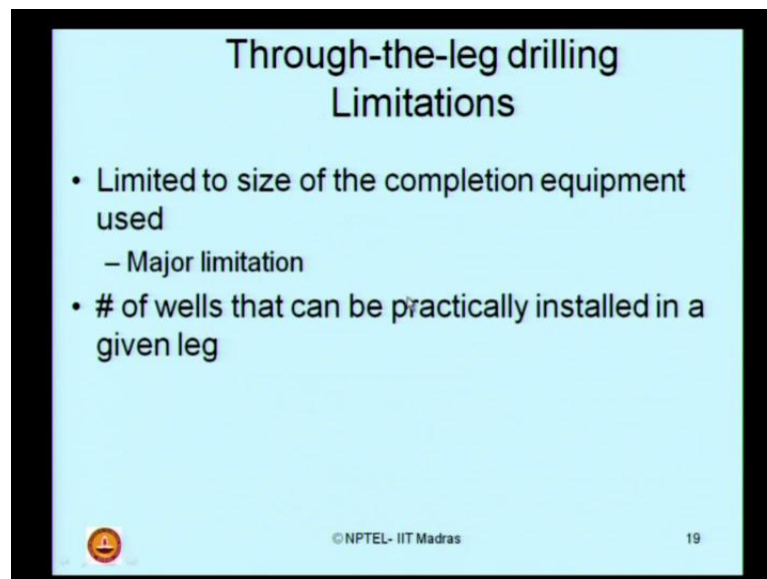 Through-the-leg drilling
Limitations
• Limited to size of the completion equipment
used
– Major limitation
• # of wells that can be practically installed in a
given leg
©NPTEL- IIT Madras
19